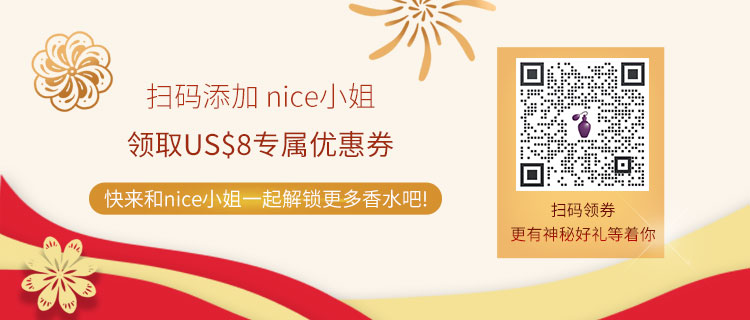 扫码添加 nice小姐
领取US$8专属优惠券
快来和nice小姐一起解锁更多香水吧!
扫码领券
更有神秘好礼等着你